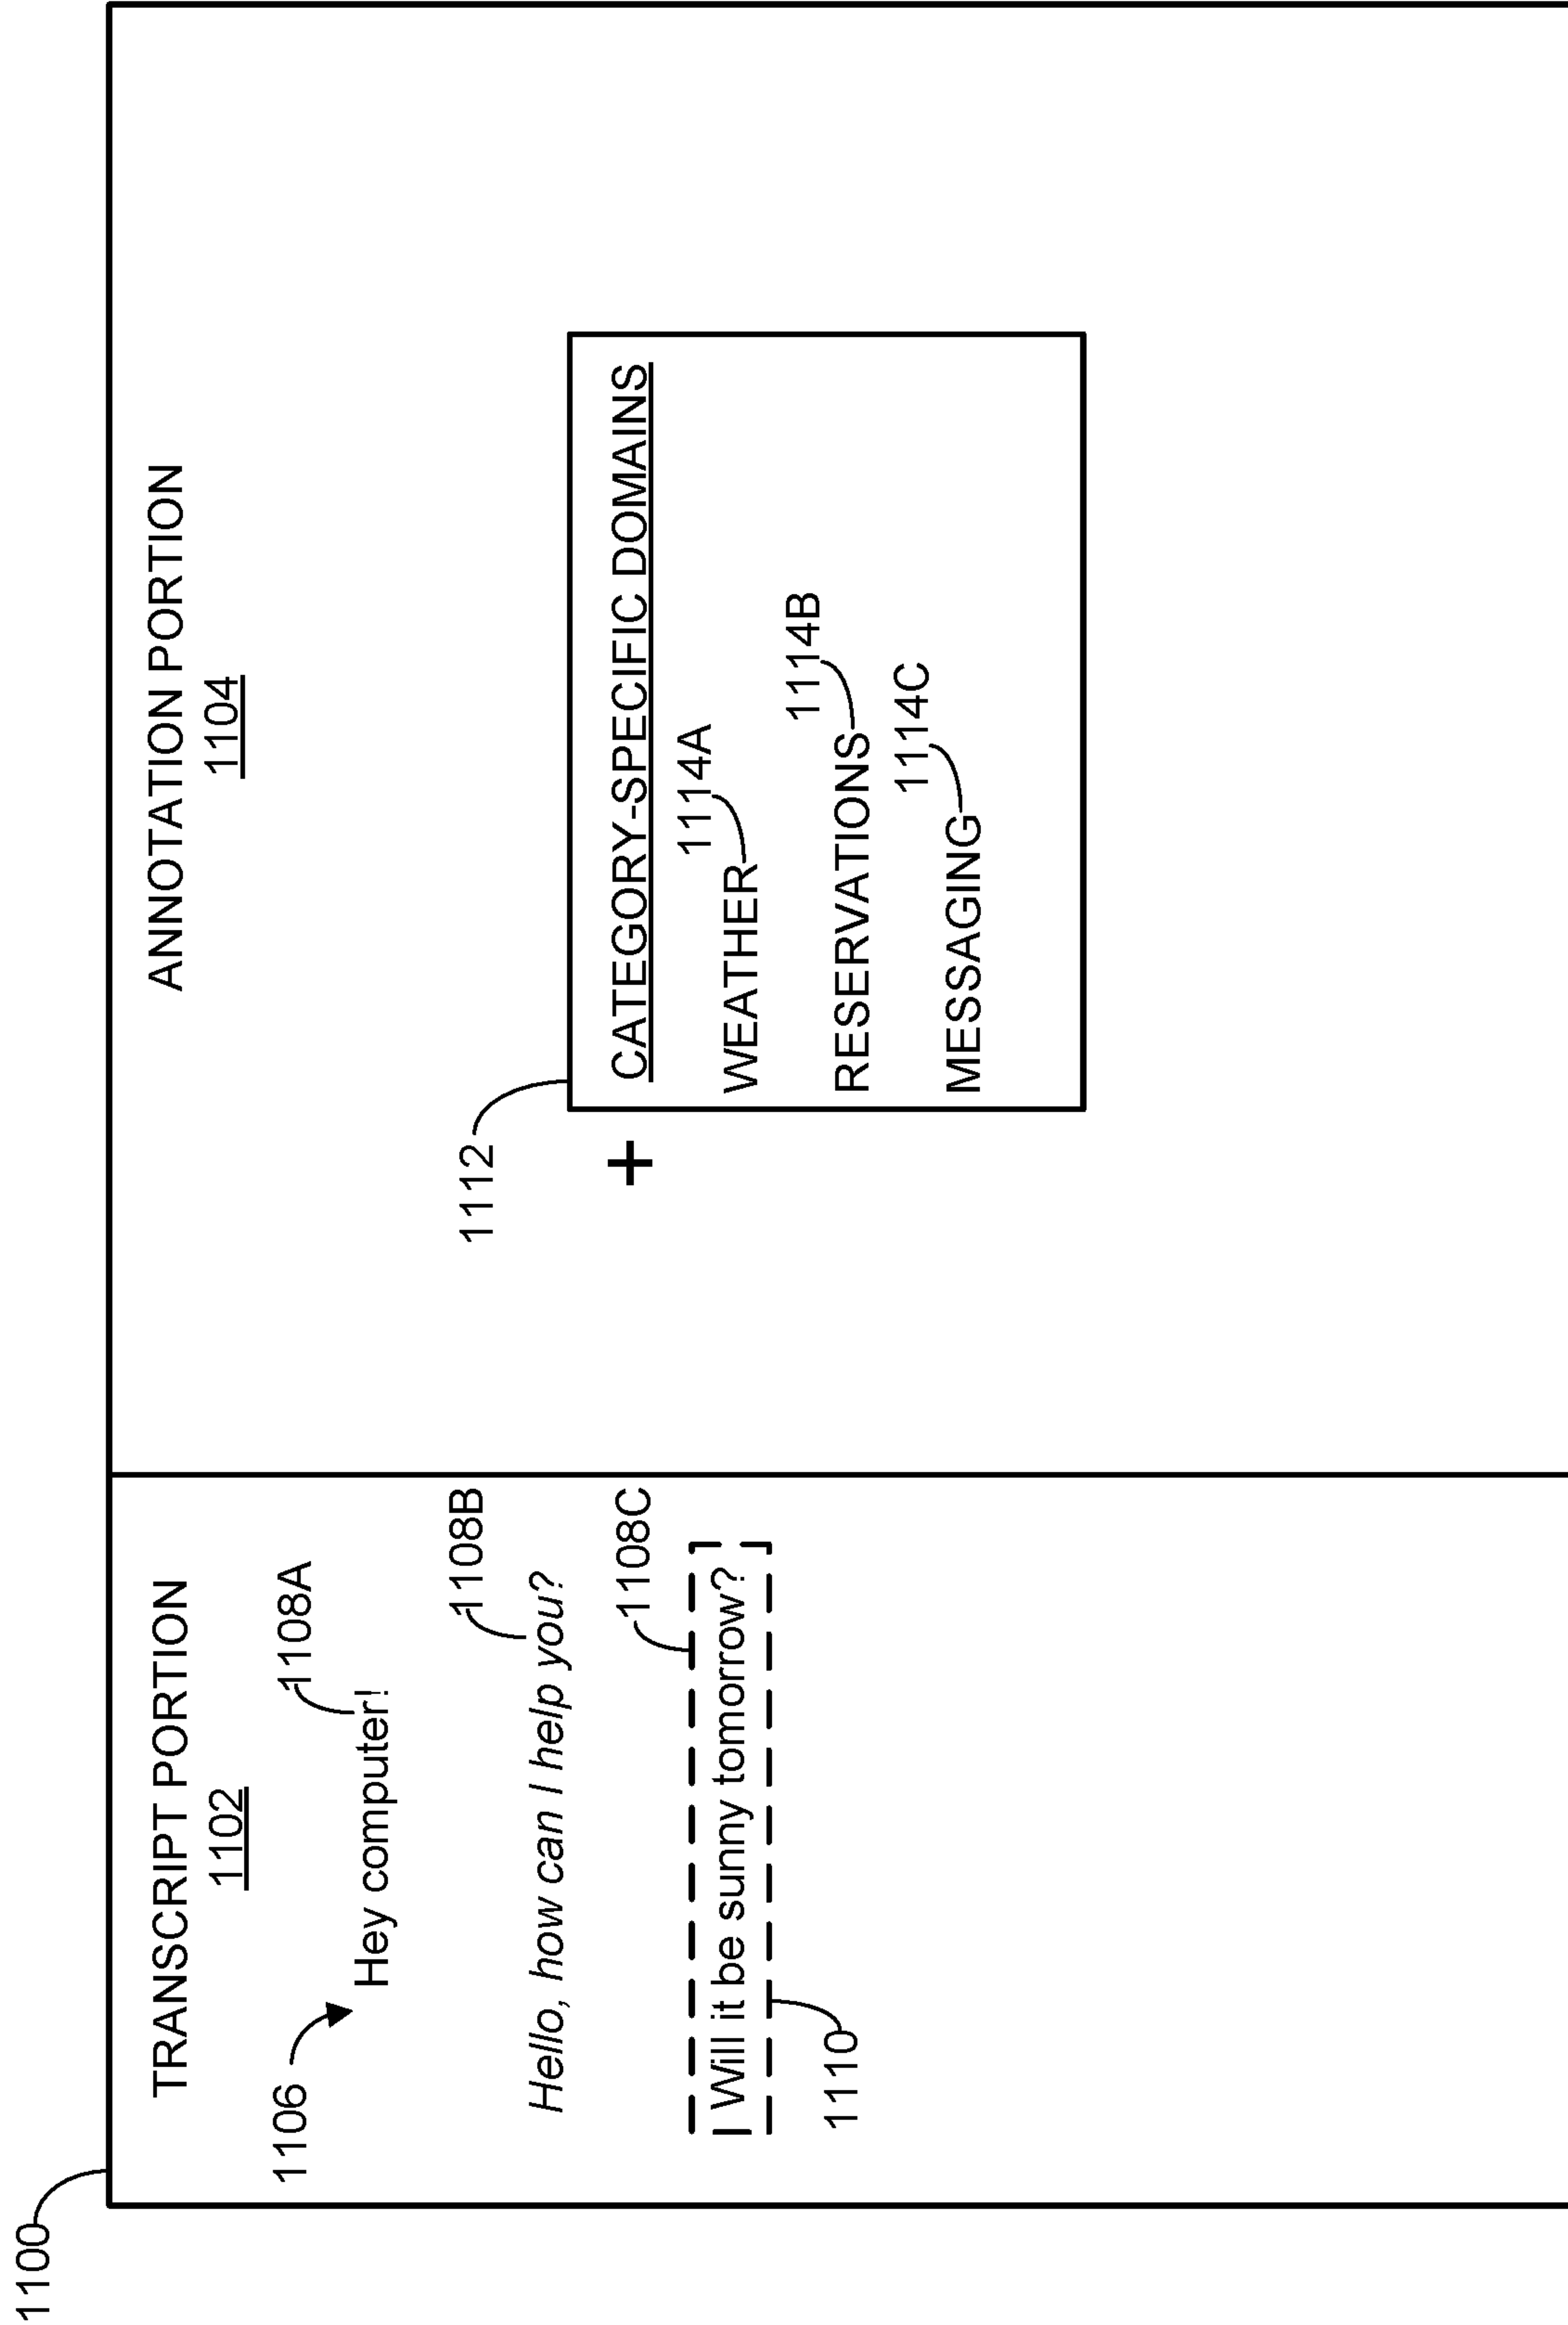 1100
TRANSCRIPT PORTION
1102
1106
1108A
Hey computer!
1108B
Hello, how can I help you?
1108C
Will it be sunny tomorrow?
1110
ANNOTATION PORTION
1104
1112
+
CATEGORY-SPECIFIC DOMAINS
1114A
WEATHER
1114B
RESERVATIONS
1114C
MESSAGING